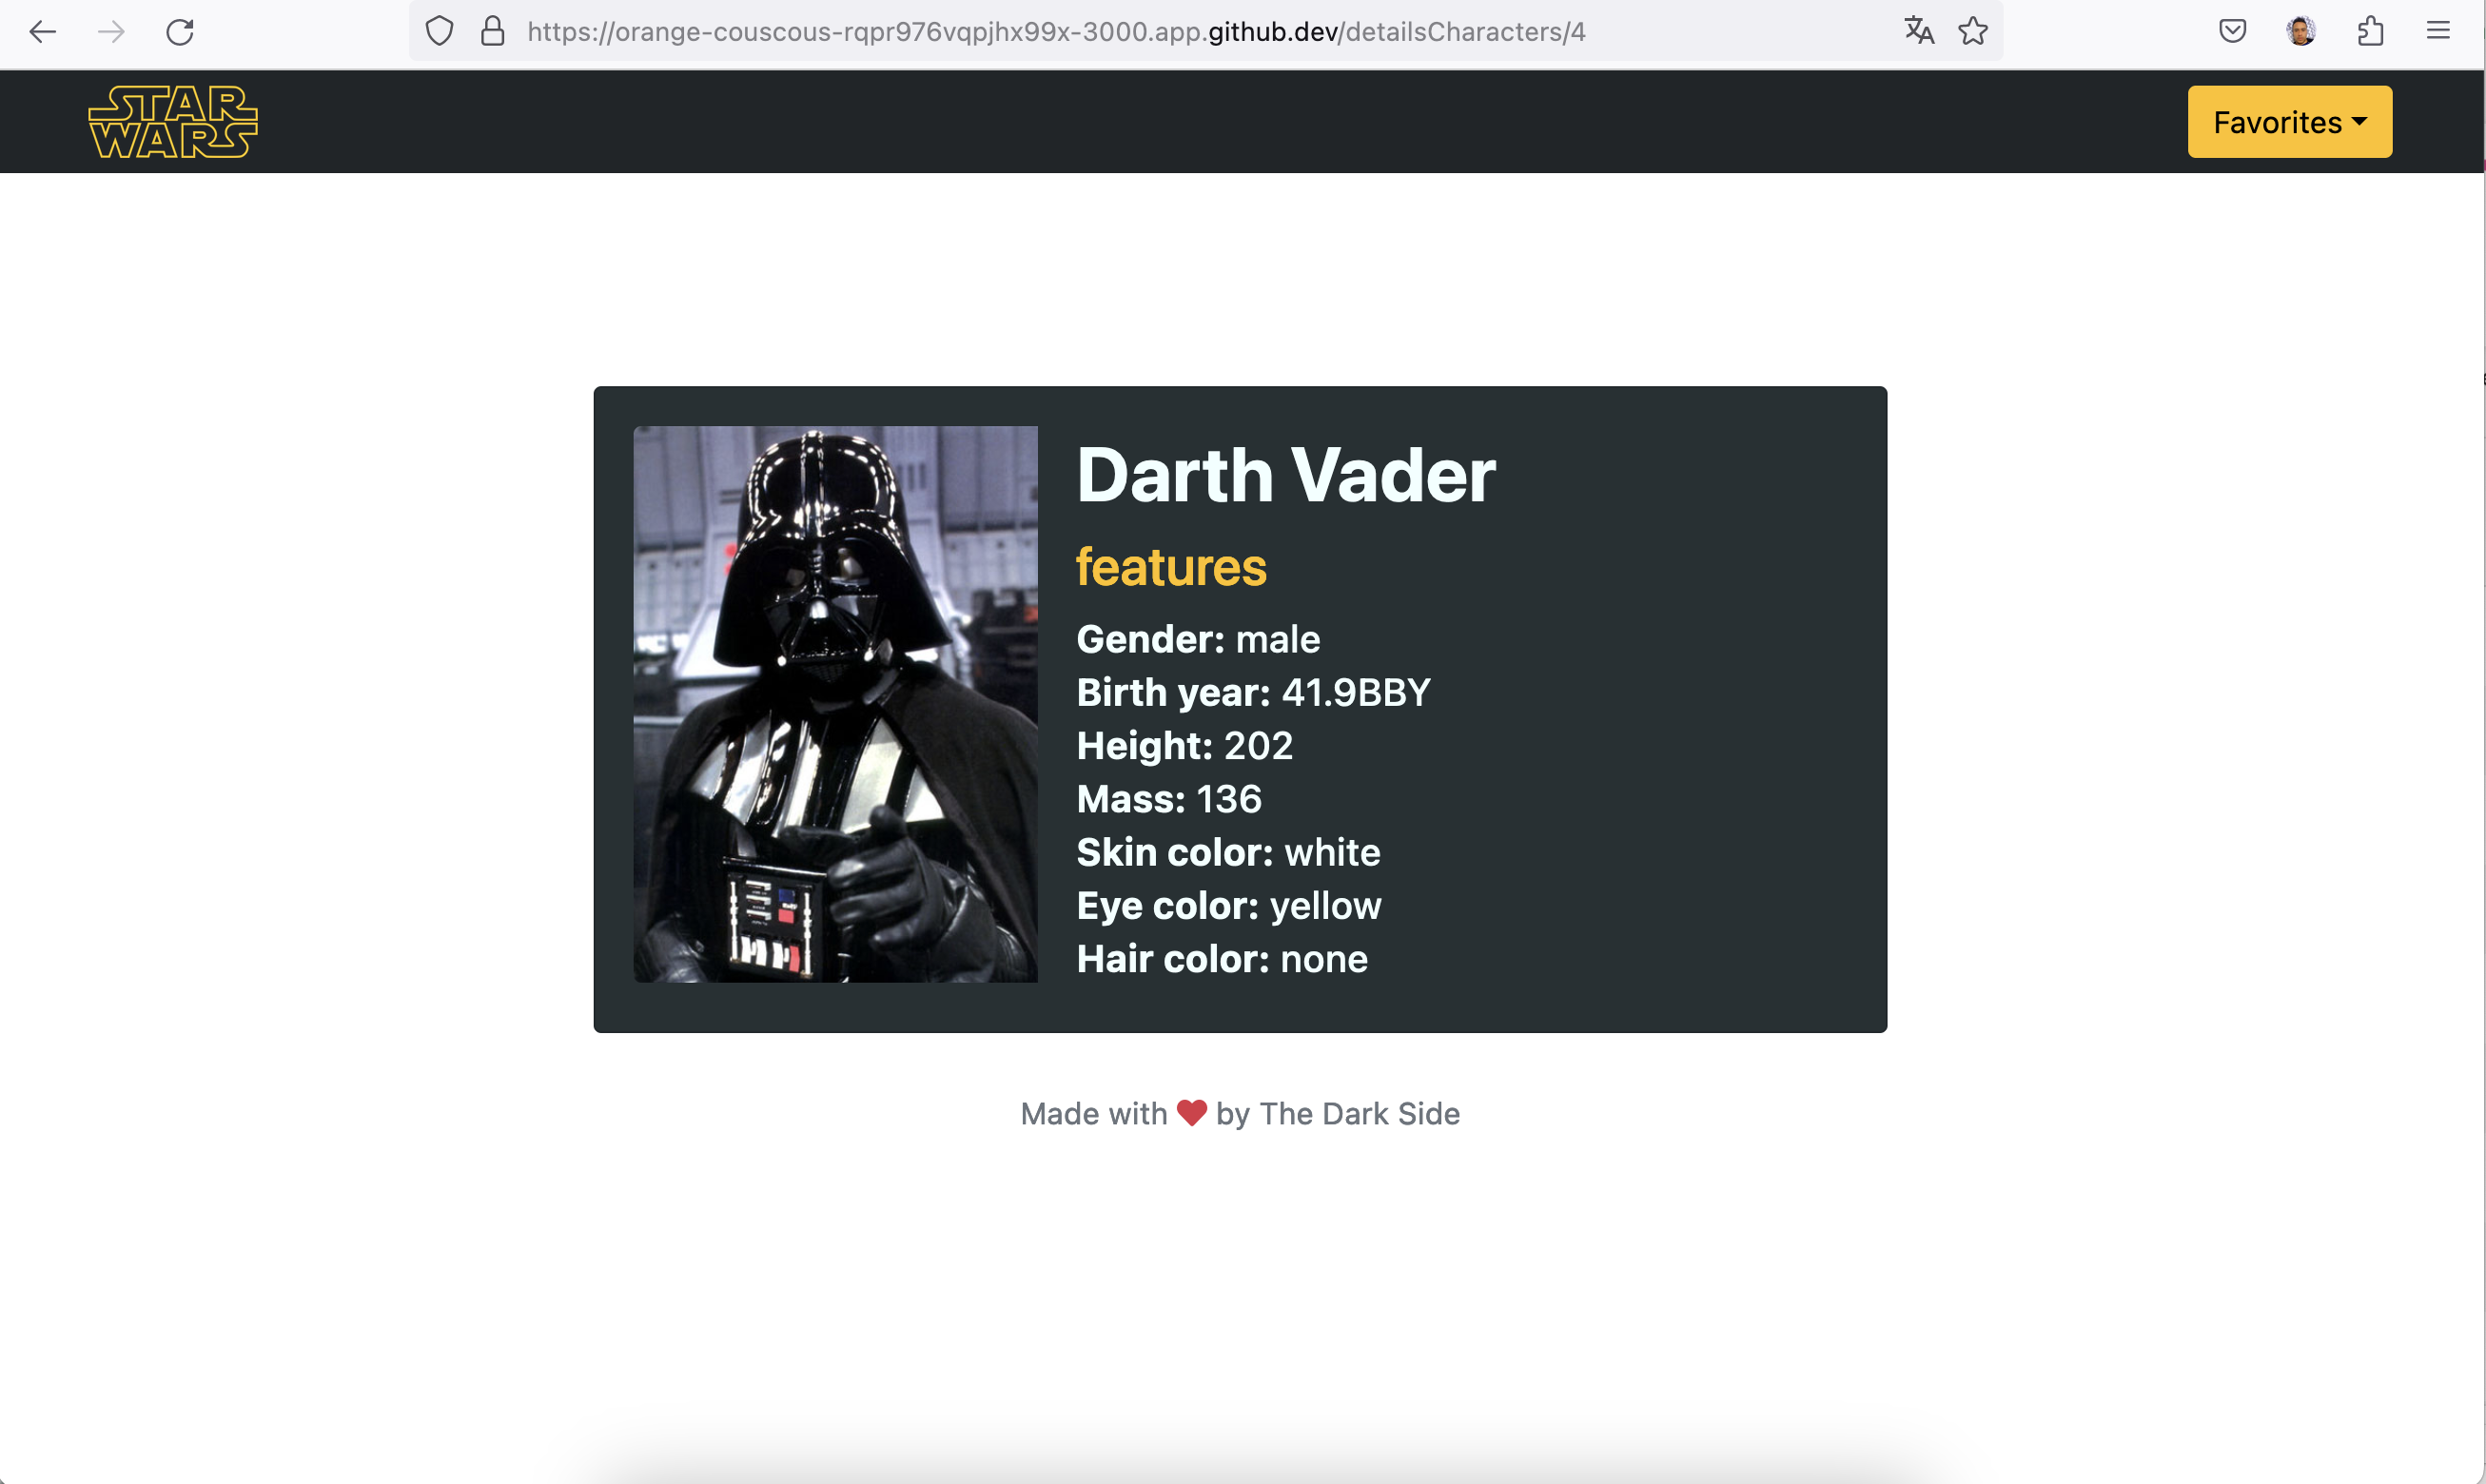 https://orange-couscous-rqpr976vqpjhx99x-3000.app.github.dev/detailsCharacters/4
STAR
WARS
Favorites
Darth Vader
features
Gender: male
Birth year: 41.9BBY
Height: 202
Mass: 136
Skin color: white
Eye color: yellow
Hair color: none
Made with ❤ by The Dark Side